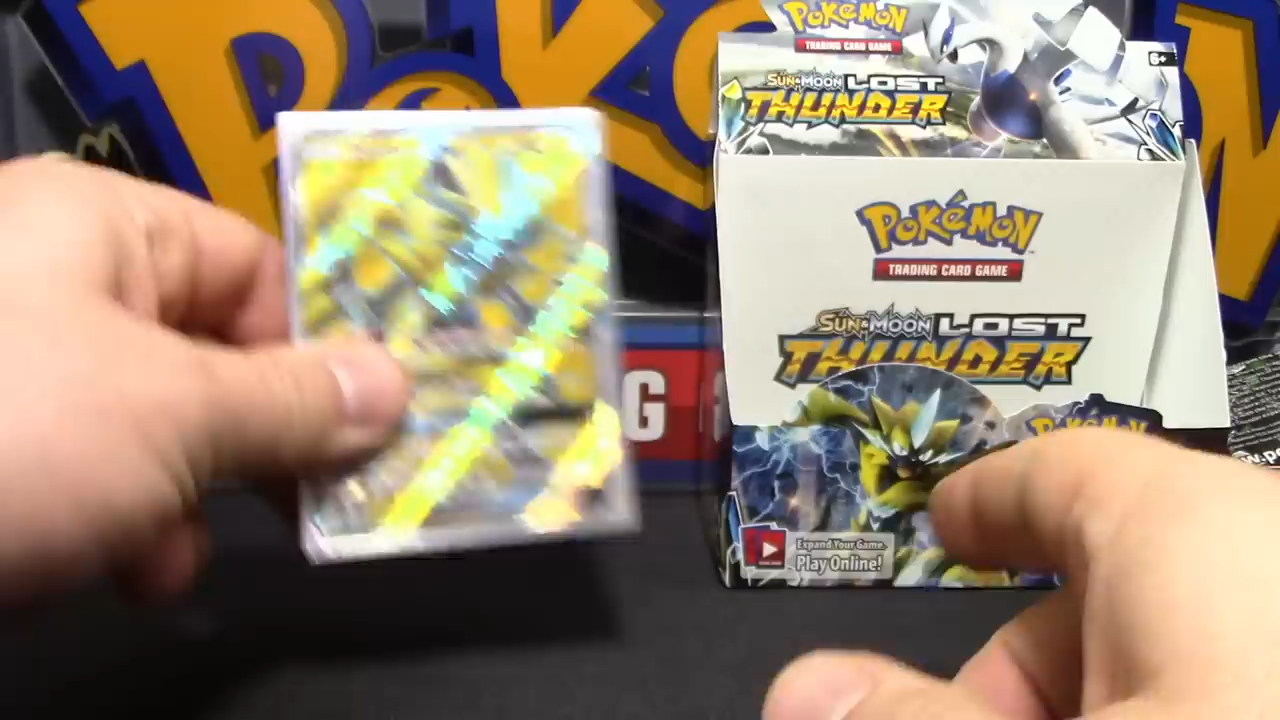 POKÉMON
TRADING CARD GAME
SUN & MOON LOST
THUNDER
6+
POKÉMON
TRADING CARD GAME
SUN & MOON LOST
THUNDER
POKÉMON
Expand Your Game.
Play Online!
G